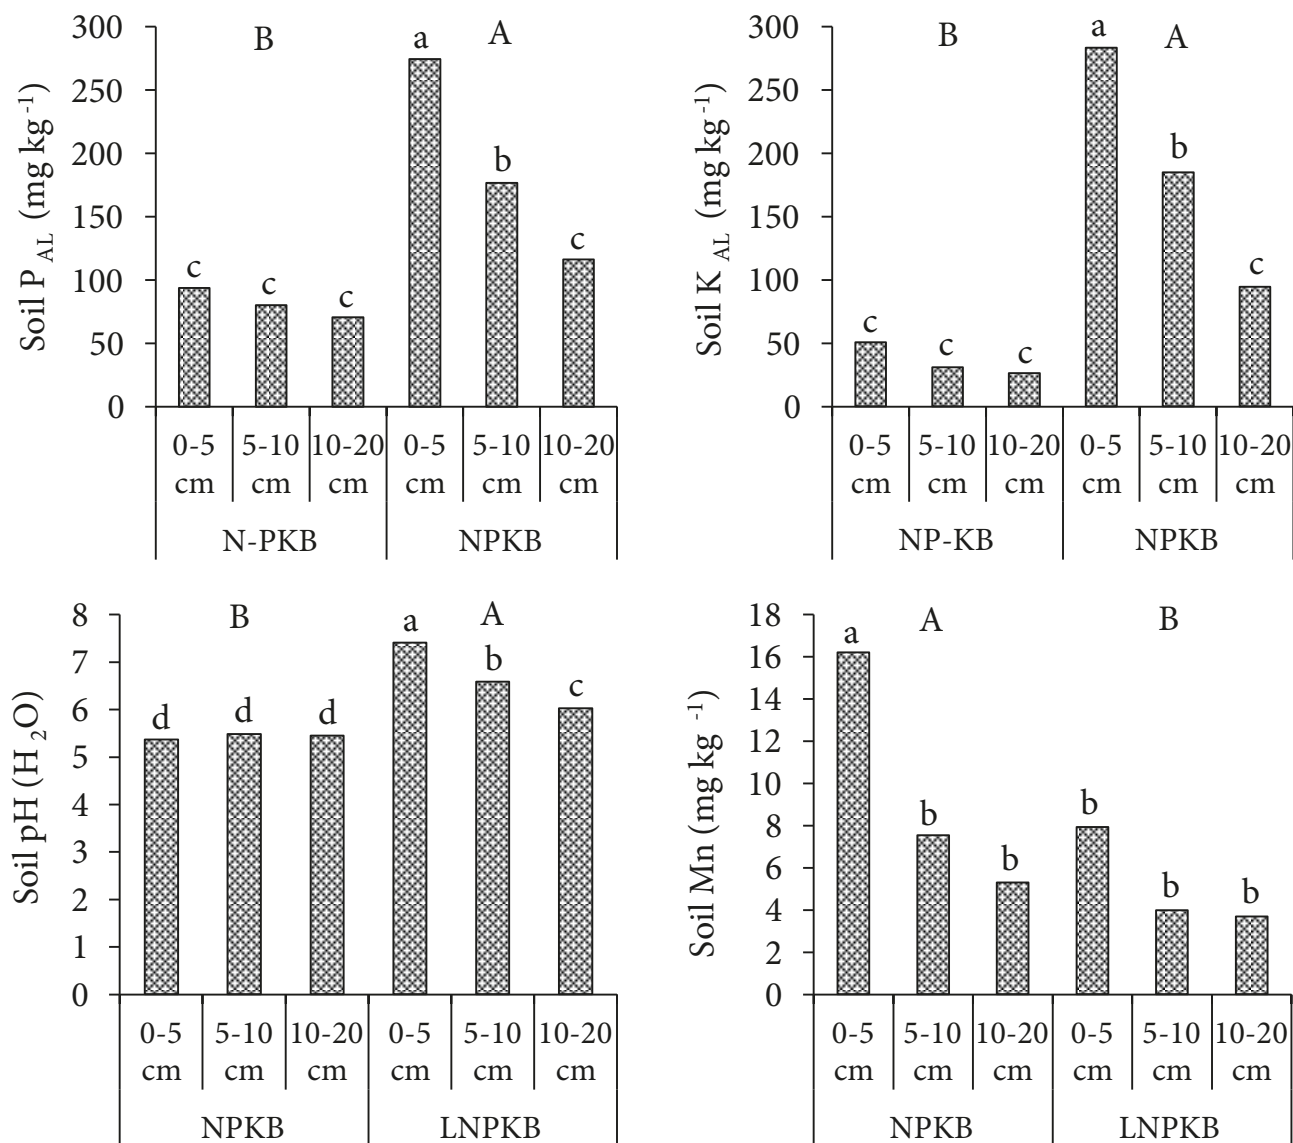 Soil P AL (mg kg -1)
300
250
200
150
100
50
0
B
A
c
c
c
a
b
c
0-5 cm
5-10 cm
10-20 cm
0-5 cm
5-10 cm
10-20 cm
N-PKB
NPKB
Soil K AL (mg kg -1)
300
250
200
150
100
50
0
B
A
c
c
c
a
b
c
0-5 cm
5-10 cm
10-20 cm
0-5 cm
5-10 cm
10-20 cm
NP-KB
NPKB
Soil pH (H2O)
8
7
6
5
4
3
2
1
0
B
A
d
d
d
a
b
c
0-5 cm
5-10 cm
10-20 cm
0-5 cm
5-10 cm
10-20 cm
NPKB
LNPKB
Soil Mn (mg kg -1)
18
16
14
12
10
8
6
4
2
0
A
B
a
b
b
b
b
b
0-5 cm
5-10 cm
10-20 cm
0-5 cm
5-10 cm
10-20 cm
NPKB
LNPKB